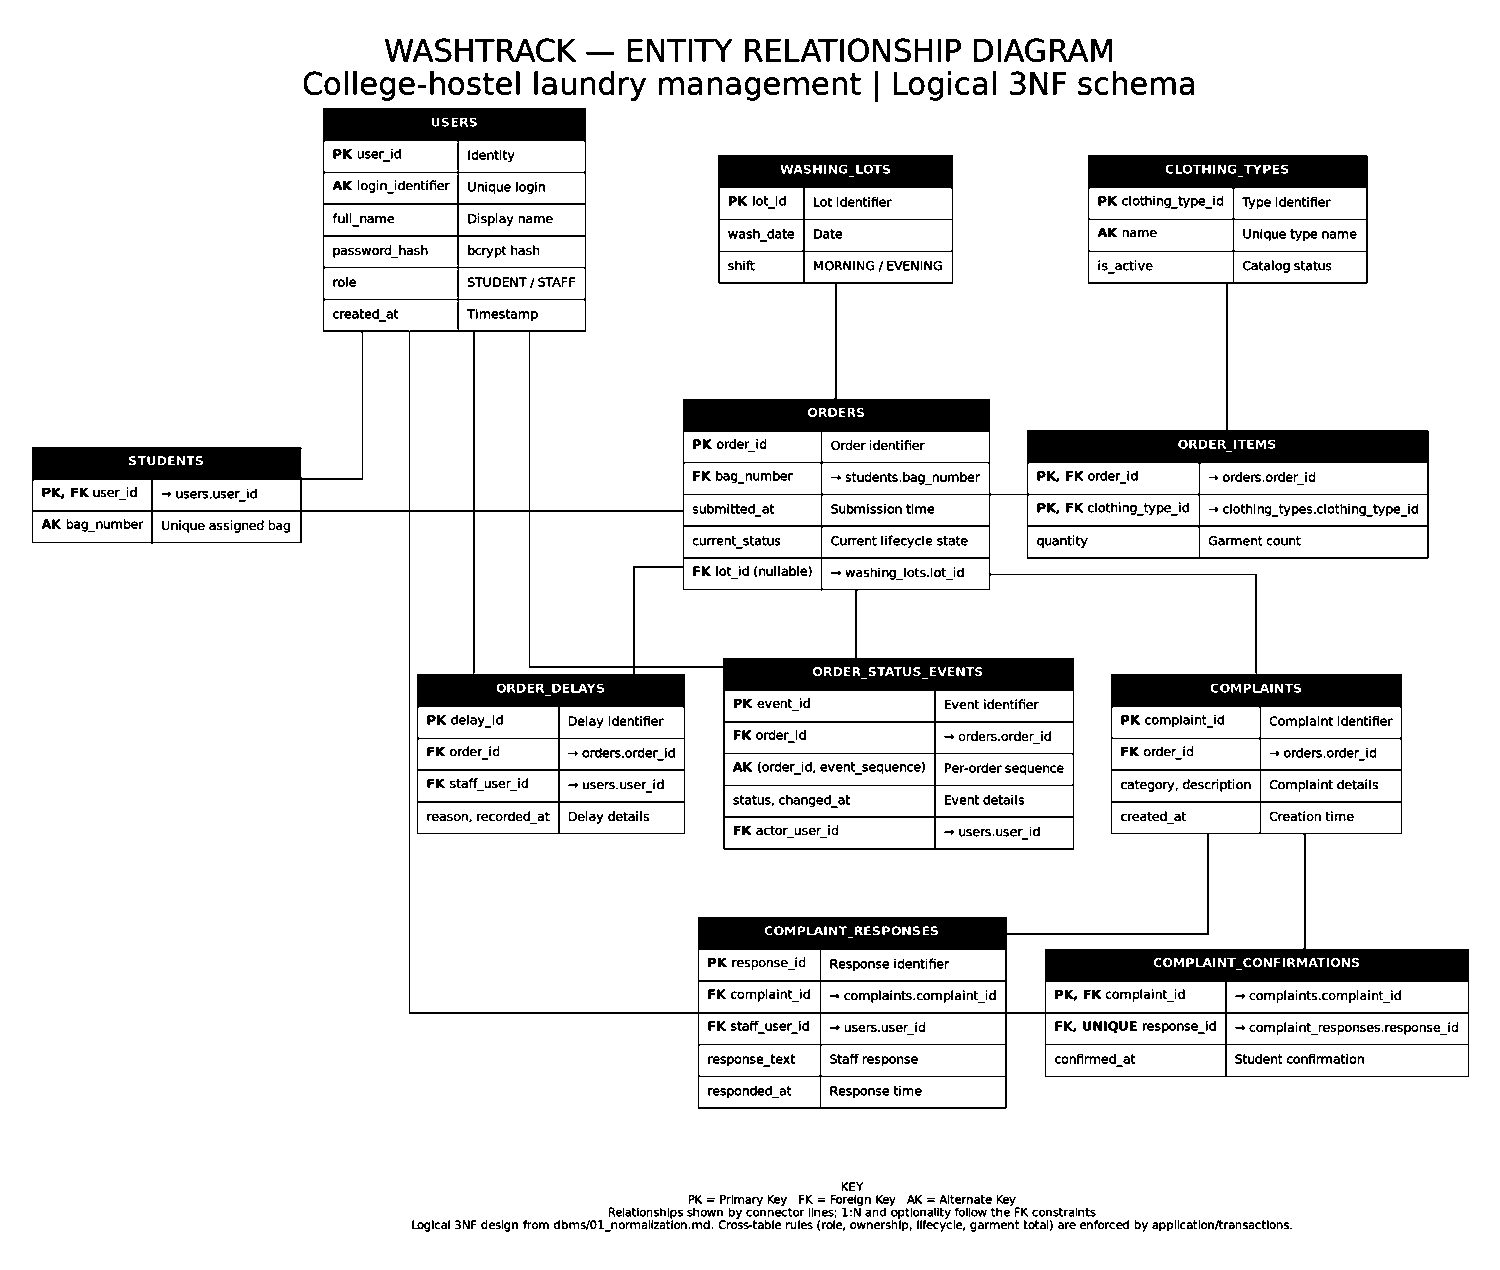 WASHTRACK — ENTITY RELATIONSHIP DIAGRAM
College-hostel laundry management | Logical 3NF schema
USERS
PK user_id Identity
AK login_identifier Unique login
full_name Display name
password_hash bcrypt hash
role STUDENT / STAFF
created_at Timestamp
WASHING_LOTS
PK lot_id Lot identifier
wash_date Date
shift MORNING / EVENING
CLOTHING_TYPES
PK clothing_type_id Type identifier
AK name Unique type name
is_active Catalog status
STUDENTS
PK, FK user_id → users.user_id
AK bag_number Unique assigned bag
ORDERS
PK order_id Order identifier
FK bag_number → students.bag_number
submitted_at Submission time
current_status Current lifecycle state
FK lot_id (nullable) → washing_lots.lot_id
ORDER_ITEMS
PK, FK order_id → orders.order_id
PK, FK clothing_type_id → clothing_types.clothing_type_id
quantity Garment count
ORDER_DELAYS
PK delay_id Delay identifier
FK order_id → orders.order_id
FK staff_user_id → users.user_id
reason, recorded_at Delay details
ORDER_STATUS_EVENTS
PK event_id Event identifier
FK order_id → orders.order_id
AK (order_id, event_sequence) Per-order sequence
status, changed_at Event details
FK actor_user_id → users.user_id
COMPLAINTS
PK complaint_id Complaint identifier
FK order_id → orders.order_id
category, description Complaint details
created_at Creation time
COMPLAINT_RESPONSES
PK response_id Response identifier
FK complaint_id → complaints.complaint_id
FK staff_user_id → users.user_id
response_text Staff response
responded_at Response time
COMPLAINT_CONFIRMATIONS
PK, FK complaint_id → complaints.complaint_id
FK, UNIQUE response_id → complaint_responses.response_id
confirmed_at Student confirmation
KEY
PK = Primary Key FK = Foreign Key AK = Alternate Key
Relationships shown by connector lines; 1:N and optionality follow the FK constraints
Logical 3NF design from dbms/01_normalization.md. Cross-table rules (role, ownership, lifecycle, garment total) are enforced by application/transactions.